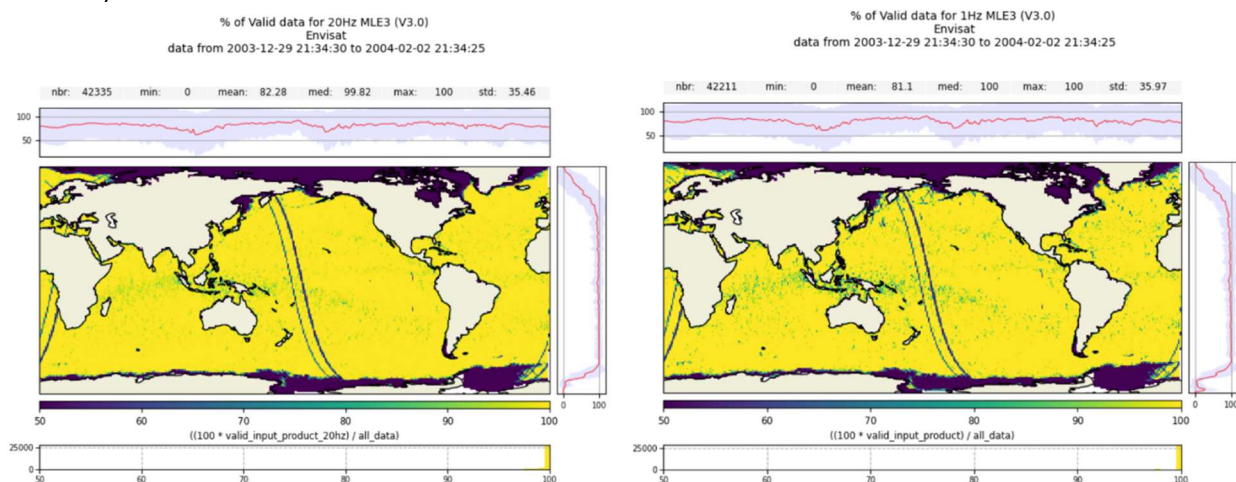 % of Valid data for 20Hz MLE3 (V3.0)
Envisat
data from 2003-12-29 21:34:30 to 2004-02-02 21:34:25
nbr: 42335 min: 0 mean: 82.28 med: 99.82 max: 100 std: 35.46
100
50
0 100
50 60 70 80 90 100
((100 * valid_input_product_20hz) / all_data)
25000
0
50 60 70 80 90 100
% of Valid data for 1Hz MLE3 (V3.0)
Envisat
data from 2003-12-29 21:34:30 to 2004-02-02 21:34:25
nbr: 42211 min: 0 mean: 81.1 med: 100 max: 100 std: 35.97
100
50
0 100
50 60 70 80 90 100
((100 * valid_input_product) / all_data)
25000
0
50 60 70 80 90 100